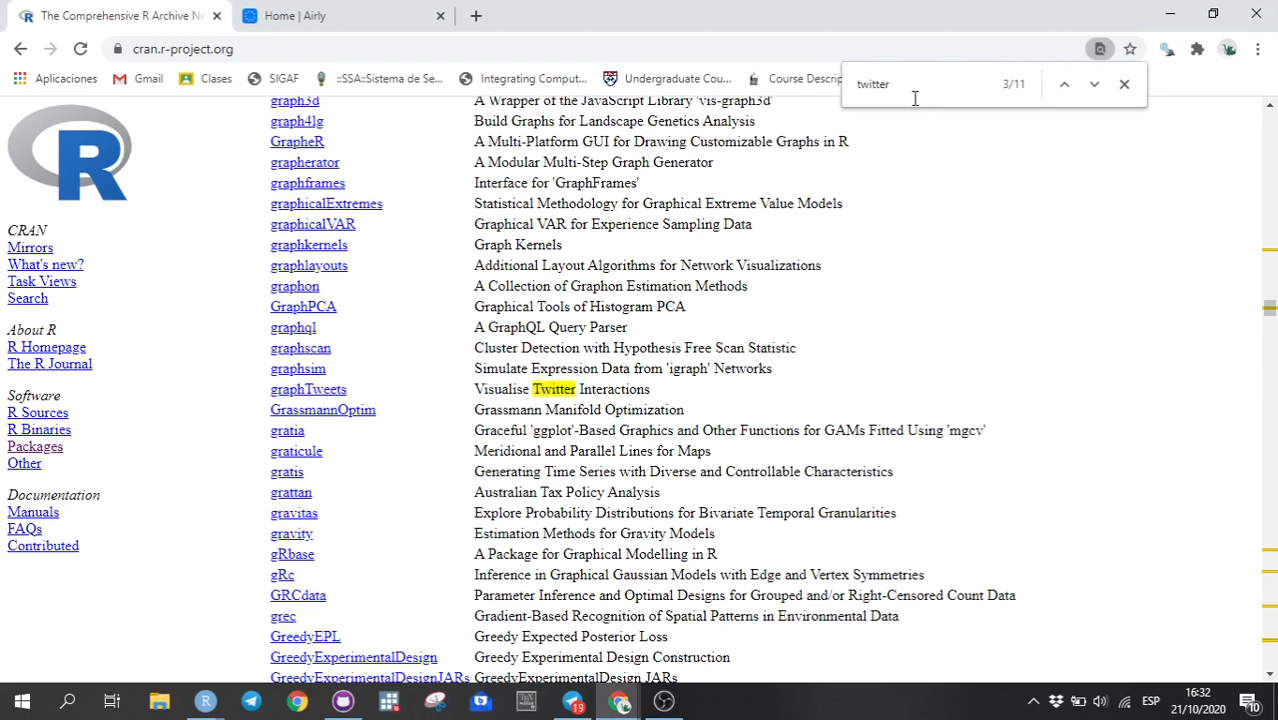 The Comprehensive R Archive Ne
Home | Airly
cran.r-project.org
Aplicaciones
Gmail
Clases
SIGAF
::SSA::Sistema de Se...
Integrating Comput...
Undergraduate Cou...
Course Descrip
twitter
3/11
R
CRAN
Mirrors
What's new?
Task Views
Search
About R
R Homepage
The R Journal
Software
R Sources
R Binaries
Packages
Other
Documentation
Manuals
FAQs
Contributed
graph3d A Wrapper of the JavaScript Library 'vis-graph3d'
graph4lg Build Graphs for Landscape Genetics Analysis
GrapheR A Multi-Platform GUI for Drawing Customizable Graphs in R
grapherator A Modular Multi-Step Graph Generator
graphframes Interface for 'GraphFrames'
graphicalExtremes Statistical Methodology for Graphical Extreme Value Models
graphicalVAR Graphical VAR for Experience Sampling Data
graphkernels Graph Kernels
graphlayouts Additional Layout Algorithms for Network Visualizations
graphon A Collection of Graphon Estimation Methods
GraphPCA Graphical Tools of Histogram PCA
graphql A GraphQL Query Parser
graphscan Cluster Detection with Hypothesis Free Scan Statistic
graphsim Simulate Expression Data from 'igraph' Networks
graphTweets Visualise Twitter Interactions
GrassmannOptim Grassmann Manifold Optimization
gratia Graceful 'ggplot'-Based Graphics and Other Functions for GAMs Fitted Using 'mgcv'
graticule Meridional and Parallel Lines for Maps
gratis Generating Time Series with Diverse and Controllable Characteristics
grattan Australian Tax Policy Analysis
gravitas Explore Probability Distributions for Bivariate Temporal Granularities
gravity Estimation Methods for Gravity Models
gRbase A Package for Graphical Modelling in R
gRc Inference in Graphical Gaussian Models with Edge and Vertex Symmetries
GRCdata Parameter Inference and Optimal Designs for Grouped and/or Right-Censored Count Data
grec Gradient-Based Recognition of Spatial Patterns in Environmental Data
GreedyEPL Greedy Expected Posterior Loss
GreedyExperimentalDesign Greedy Experimental Design Construction
GreedyExperimentalDesignJARs Greedy Experimental Design JARs
19
ESP
16:32
21/10/2020
10